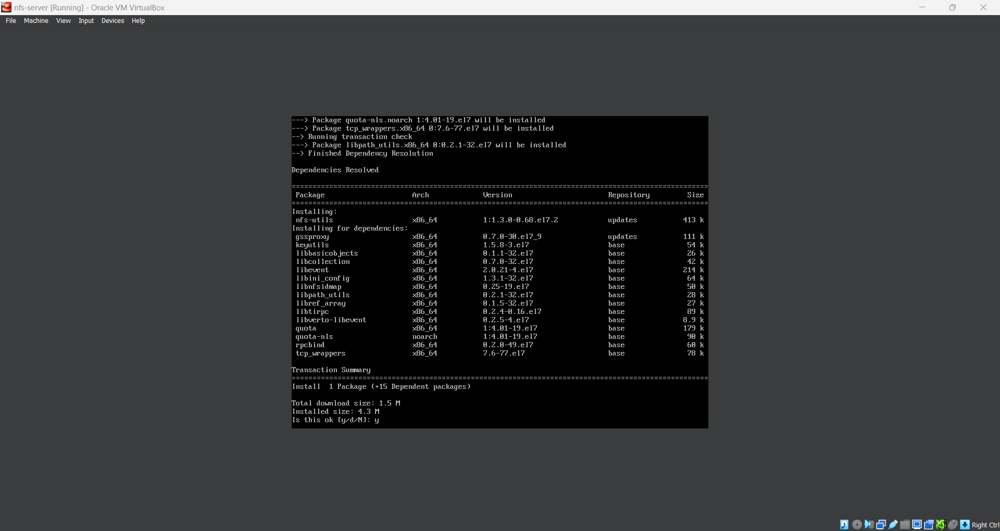 nfs-server [Running] - Oracle VM VirtualBox
File Machine View Input Devices Help
---> Package quota-nls.noarch 1:4.01-19.el7 will be installed
---> Package tcp_wrappers.x86_64 0:7.6-77.el7 will be installed
--> Running transaction check
---> Package libpath_utils.x86_64 0:0.2.1-32.el7 will be installed
--> Finished Dependency Resolution
Dependencies Resolved
================================================================================
Package Arch Version Repository Size
================================================================================
Installing:
nfs-utils x86_64 1:1.3.0-0.68.el7.2 updates 413 k
Installing for dependencies:
gssproxy x86_64 0.7.0-30.el7_9 updates 111 k
keyutils x86_64 1.5.8-3.el7 base 54 k
libbasicobjects x86_64 0.1.1-32.el7 base 26 k
libcollection x86_64 0.7.0-32.el7 base 42 k
libevent x86_64 2.0.21-4.el7 base 214 k
libini_config x86_64 1.3.1-32.el7 base 64 k
libnfsidmap x86_64 0.25-19.el7 base 50 k
libpath_utils x86_64 0.2.1-32.el7 base 28 k
libref_array x86_64 0.1.5-32.el7 base 27 k
libtirpc x86_64 0.2.4-0.16.el7 base 89 k
libverto-libevent x86_64 0.2.5-4.el7 base 8.9 k
quota x86_64 1:4.01-19.el7 base 179 k
quota-nls noarch 1:4.01-19.el7 base 90 k
rpcbind x86_64 0.2.0-49.el7 base 60 k
tcp_wrappers x86_64 7.6-77.el7 base 78 k
Transaction Summary
================================================================================
Install 1 Package (+15 Dependent packages)
Total download size: 1.5 M
Installed size: 4.3 M
Is this ok [y/d/N]: y
Right Ctrl